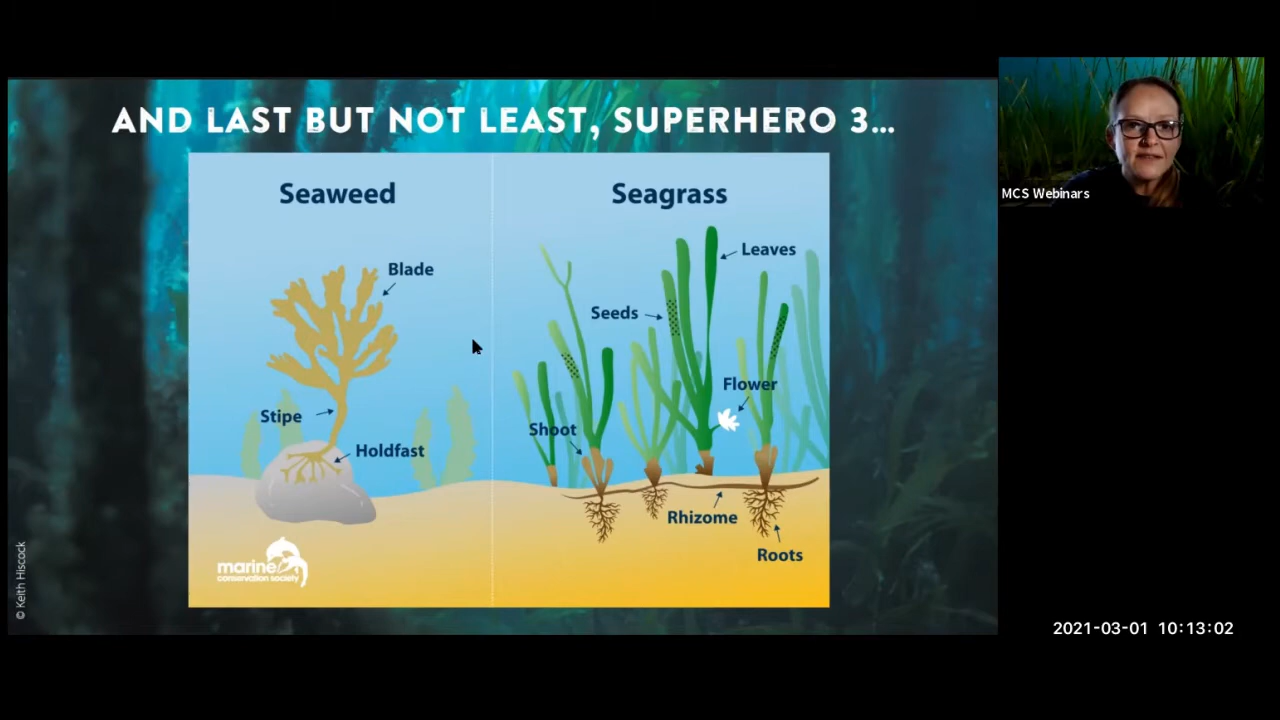 AND LAST BUT NOT LEAST, SUPERHERO 3...
MCS Webinars
Seaweed
Seagrass
Blade
Leaves
Seeds
Flower
Stipe
Shoot
Holdfast
Rhizome
Roots
marine
conservation society
© Keith Hiscock
2021-03-01 10:13:02